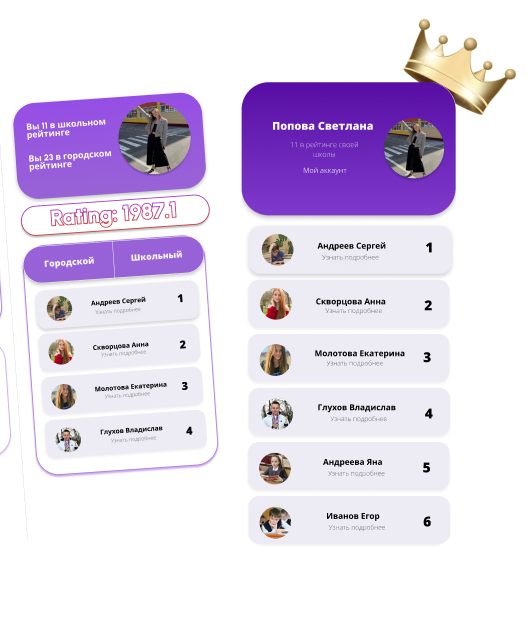 Вы 11 в школьном
рейтинге
Вы 23 в городском
рейтинге
Rating: 1987.1
Городской
Школьный
Андреев Сергей
1
Узнать подробнее
Скворцова Анна
2
Узнать подробнее
Молотова Екатерина
3
Узнать подробнее
Глухов Владислав
4
Узнать подробнее
Попова Светлана
11 в рейтинге своей
школы
Мой аккаунт
Андреев Сергей
1
Узнать подробнее
Скворцова Анна
2
Узнать подробнее
Молотова Екатерина
3
Узнать подробнее
Глухов Владислав
4
Узнать подробнее
Андреева Яна
5
Узнать подробнее
Иванов Егор
6
Узнать подробнее